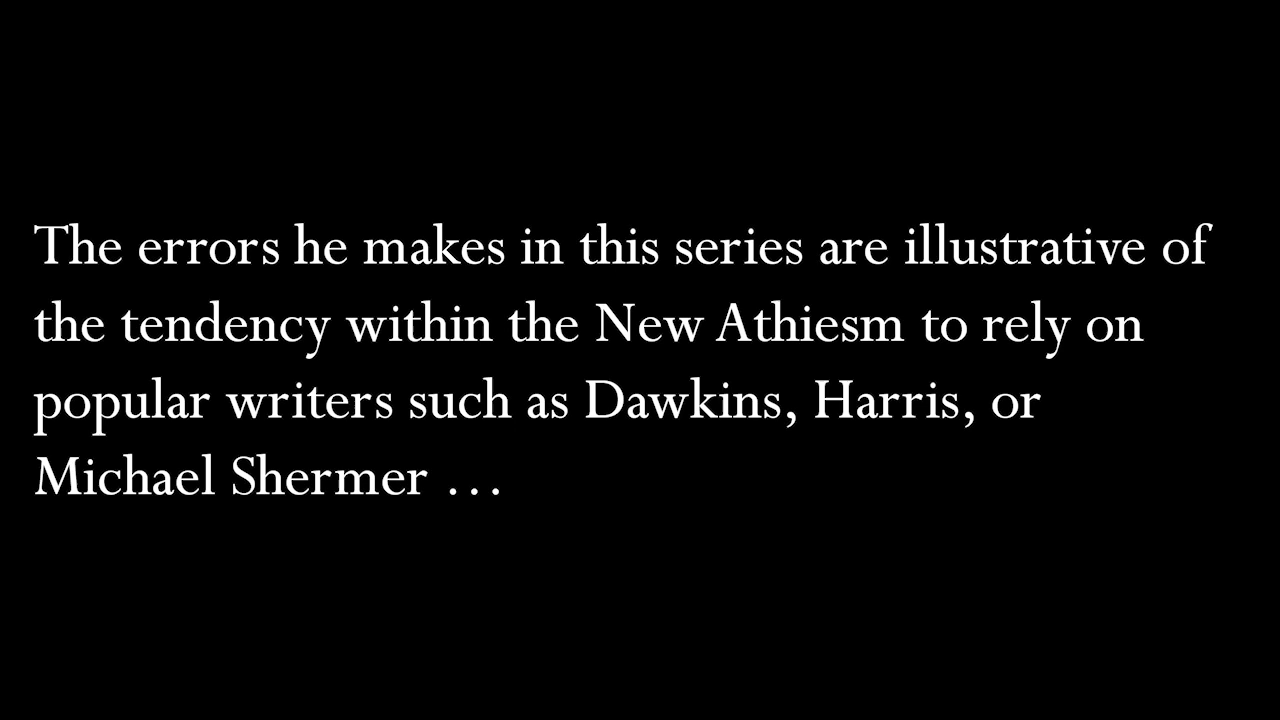 The errors he makes in this series are illustrative of
the tendency within the New Athiesm to rely on
popular writers such as Dawkins, Harris, or
Michael Shermer …